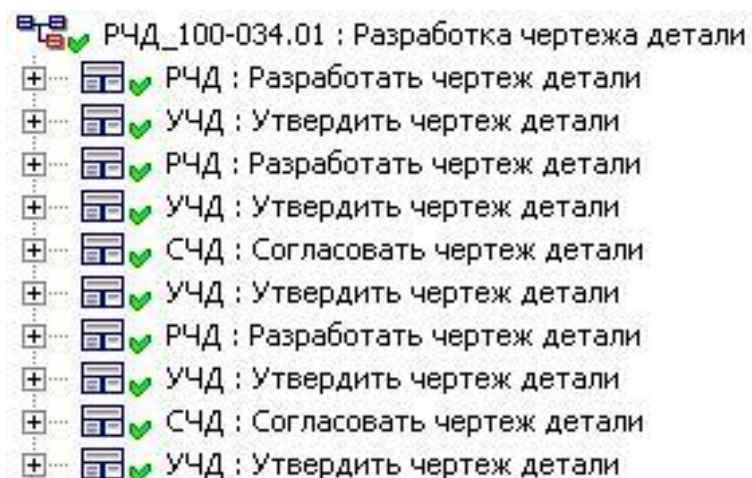 РЧД_100-034.01 : Разработка чертежа детали
РЧД : Разработать чертеж детали
УЧД : Утвердить чертеж детали
РЧД : Разработать чертеж детали
УЧД : Утвердить чертеж детали
СЧД : Согласовать чертеж детали
УЧД : Утвердить чертеж детали
РЧД : Разработать чертеж детали
УЧД : Утвердить чертеж детали
СЧД : Согласовать чертеж детали
УЧД : Утвердить чертеж детали